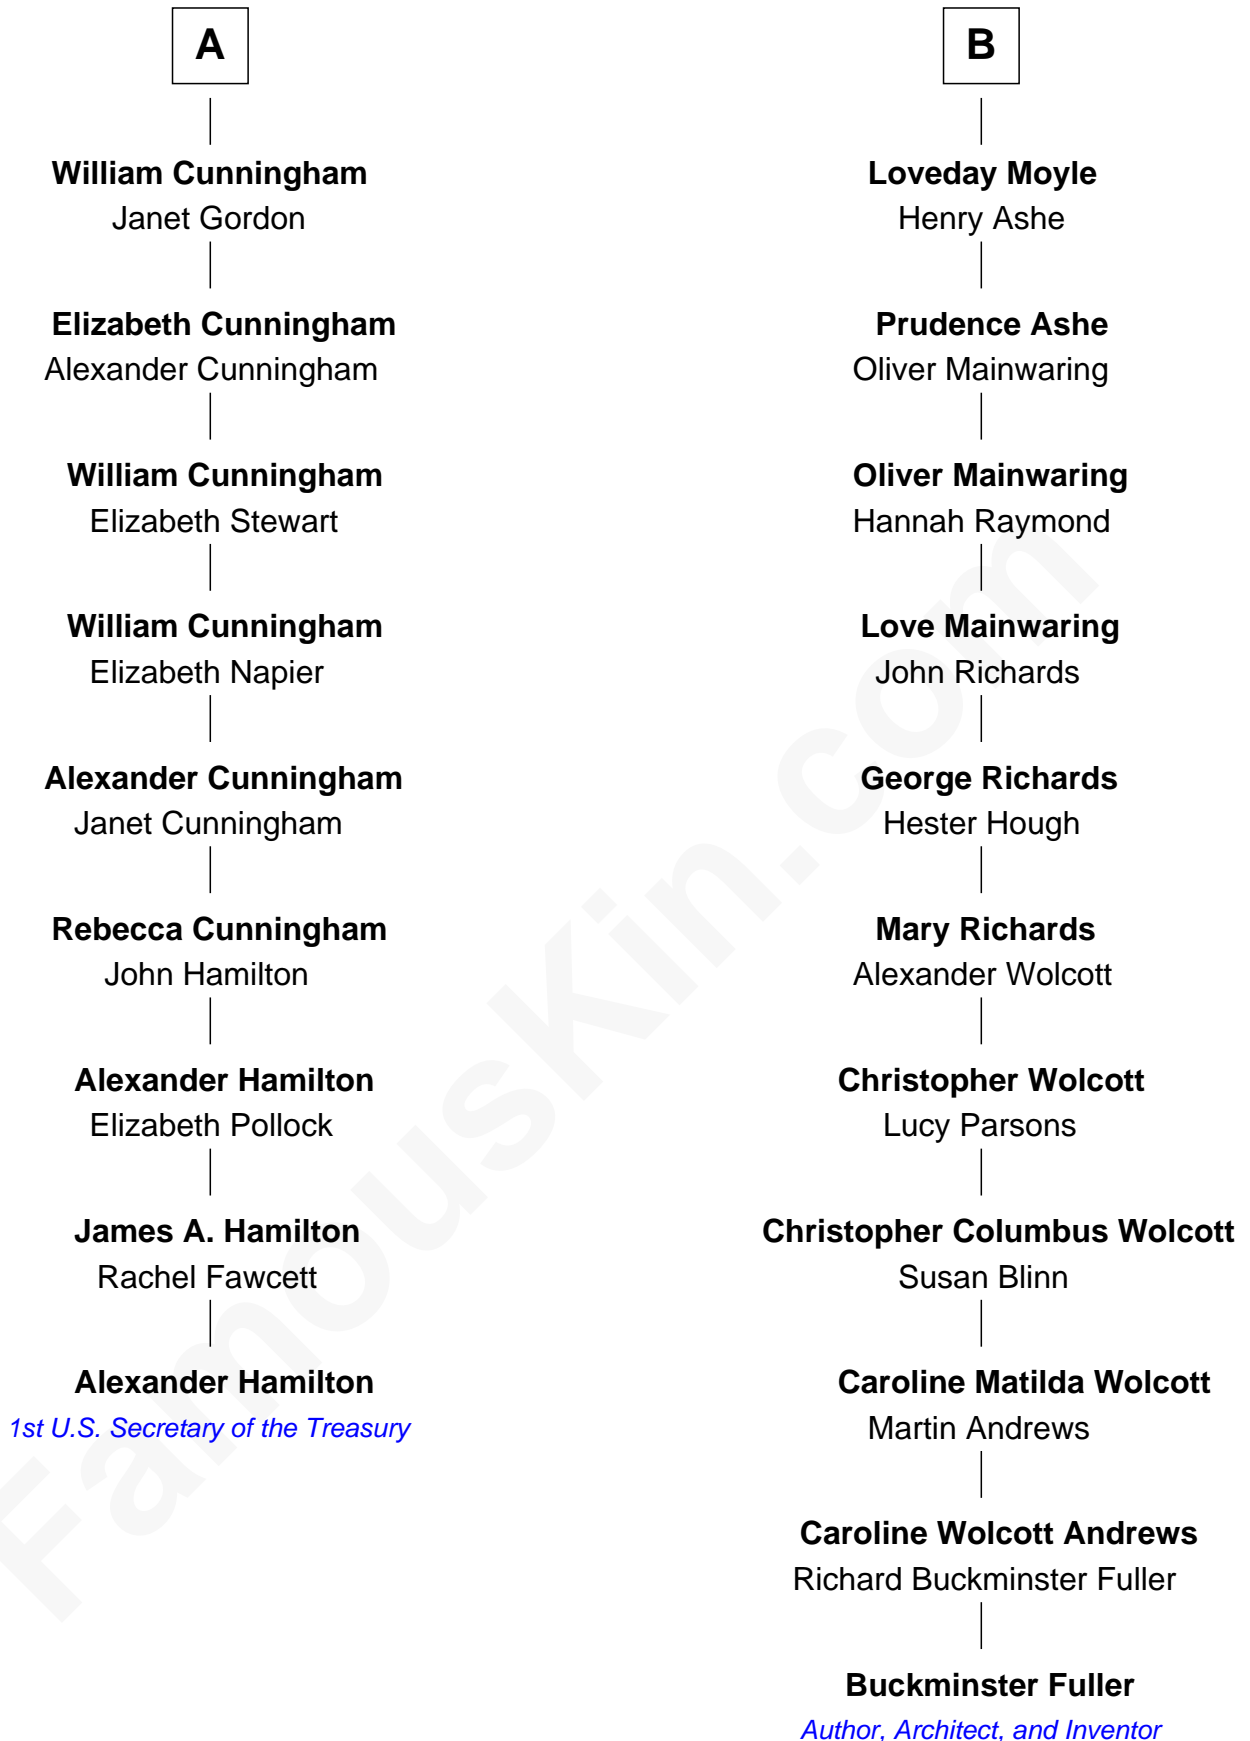 A
William Cunningham
Janet Gordon
Elizabeth Cunningham
Alexander Cunningham
William Cunningham
Elizabeth Stewart
William Cunningham
Elizabeth Napier
Alexander Cunningham
Janet Cunningham
Rebecca Cunningham
John Hamilton
Alexander Hamilton
Elizabeth Pollock
James A. Hamilton
Rachel Fawcett
Alexander Hamilton
1st U.S. Secretary of the Treasury
B
Loveday Moyle
Henry Ashe
Prudence Ashe
Oliver Mainwaring
Oliver Mainwaring
Hannah Raymond
Love Mainwaring
John Richards
George Richards
Hester Hough
Mary Richards
Alexander Wolcott
Christopher Wolcott
Lucy Parsons
Christopher Columbus Wolcott
Susan Blinn
Caroline Matilda Wolcott
Martin Andrews
Caroline Wolcott Andrews
Richard Buckminster Fuller
Buckminster Fuller
Author, Architect, and Inventor
FamousKin.com